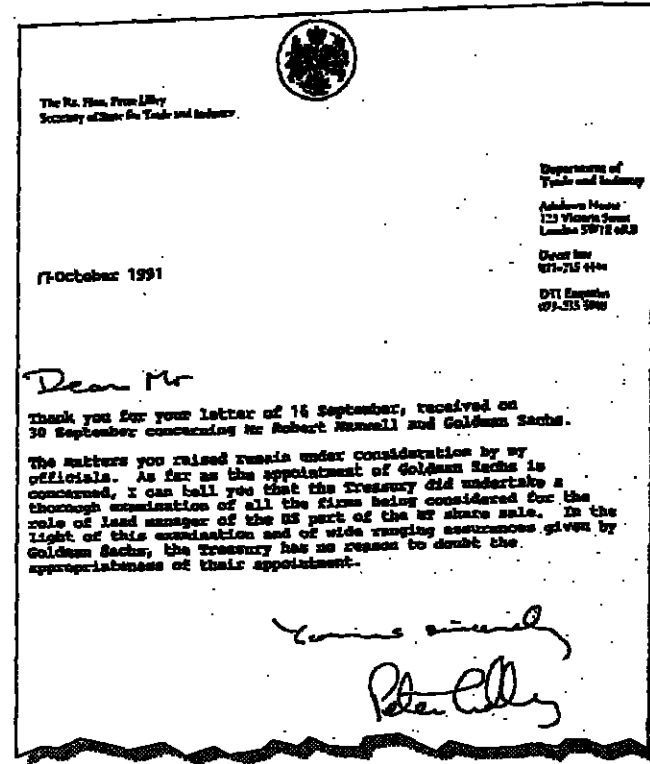 The Rt. Hon. Peter Lilley
Secretary of State for Trade and Industry
Department of
Trade and Industry
Ashdown House
123 Victoria Street
London SW1E 6RB
Direct line
071-215
DTI Enquiries
October 1991
Dear Mr
Thank you for your letter of 16 September, received on
30 September concerning Mr Robert Maxwell and Goldman Sachs.
The matters you raised remain under consideration by my
officials. As far as the appointment of Goldman Sachs is
concerned, I can tell you that the Treasury did undertake a
thorough examination of all the firms being considered for the
role of lead manager of the US part of the BT share sale. In the
light of this examination and of wide ranging assurances given by
Goldman Sachs, the Treasury has no reason to doubt the
appropriateness of their appointment.
Yours sincerely
Peter Lilley